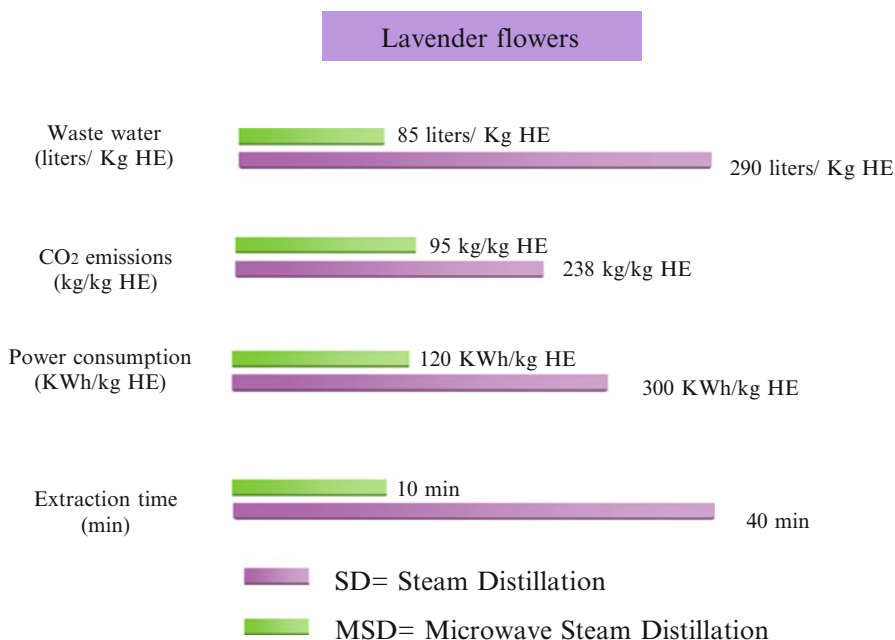 Lavender flowers
Waste water
(liters/ Kg HE)
85 liters/ Kg HE
290 liters/ Kg HE
CO2 emissions
(kg/kg HE)
95 kg/kg HE
238 kg/kg HE
Power consumption
(KWh/kg HE)
120 KWh/kg HE
300 KWh/kg HE
Extraction time
(min)
10 min
40 min
SD= Steam Distillation
MSD= Microwave Steam Distillation